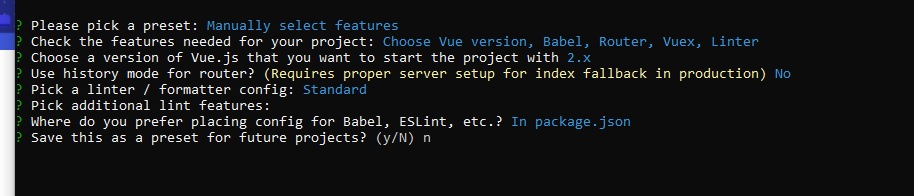 ? Please pick a preset: Manually select features
? Check the features needed for your project: Choose Vue version, Babel, Router, Vuex, Linter
? Choose a version of Vue.js that you want to start the project with 2.x
? Use history mode for router? (Requires proper server setup for index fallback in production) No
? Pick a linter / formatter config: Standard
? Pick additional lint features:
? Where do you prefer placing config for Babel, ESLint, etc.? In package.json
? Save this as a preset for future projects? (y/N) n